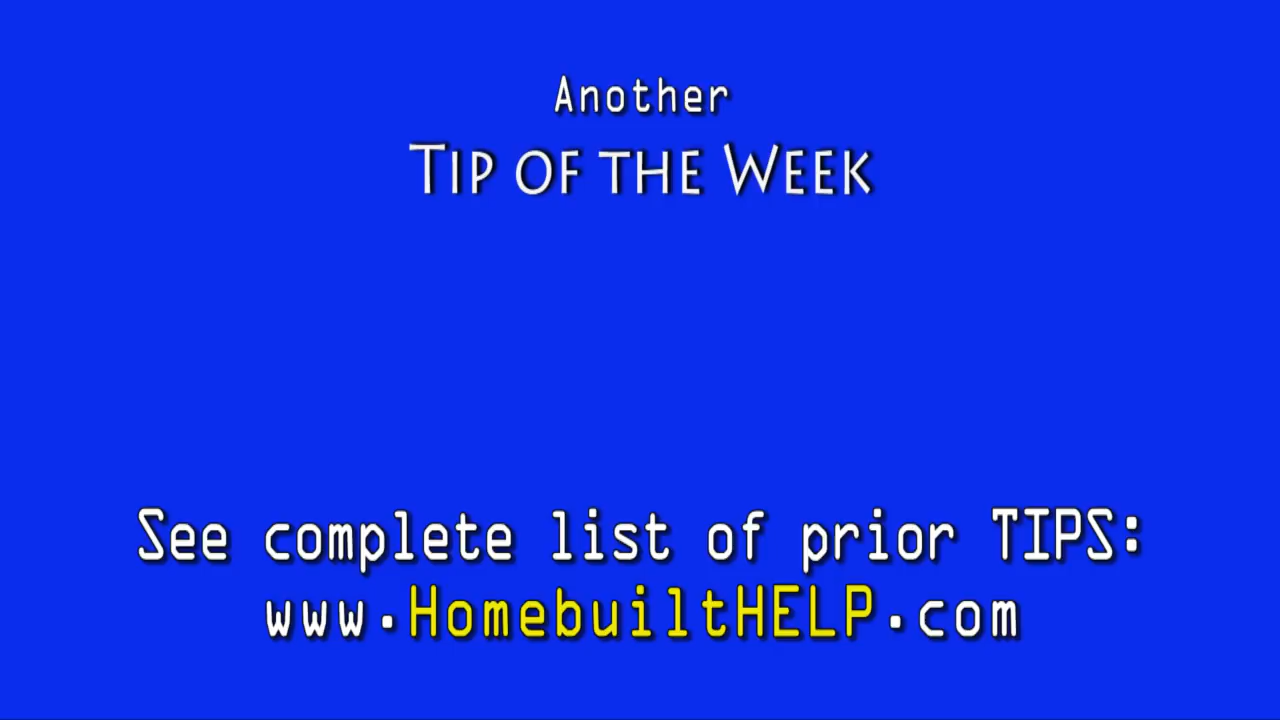 Another
Tip of the Week
See complete list of prior TIPS:
www.HomebuiltHELP.com